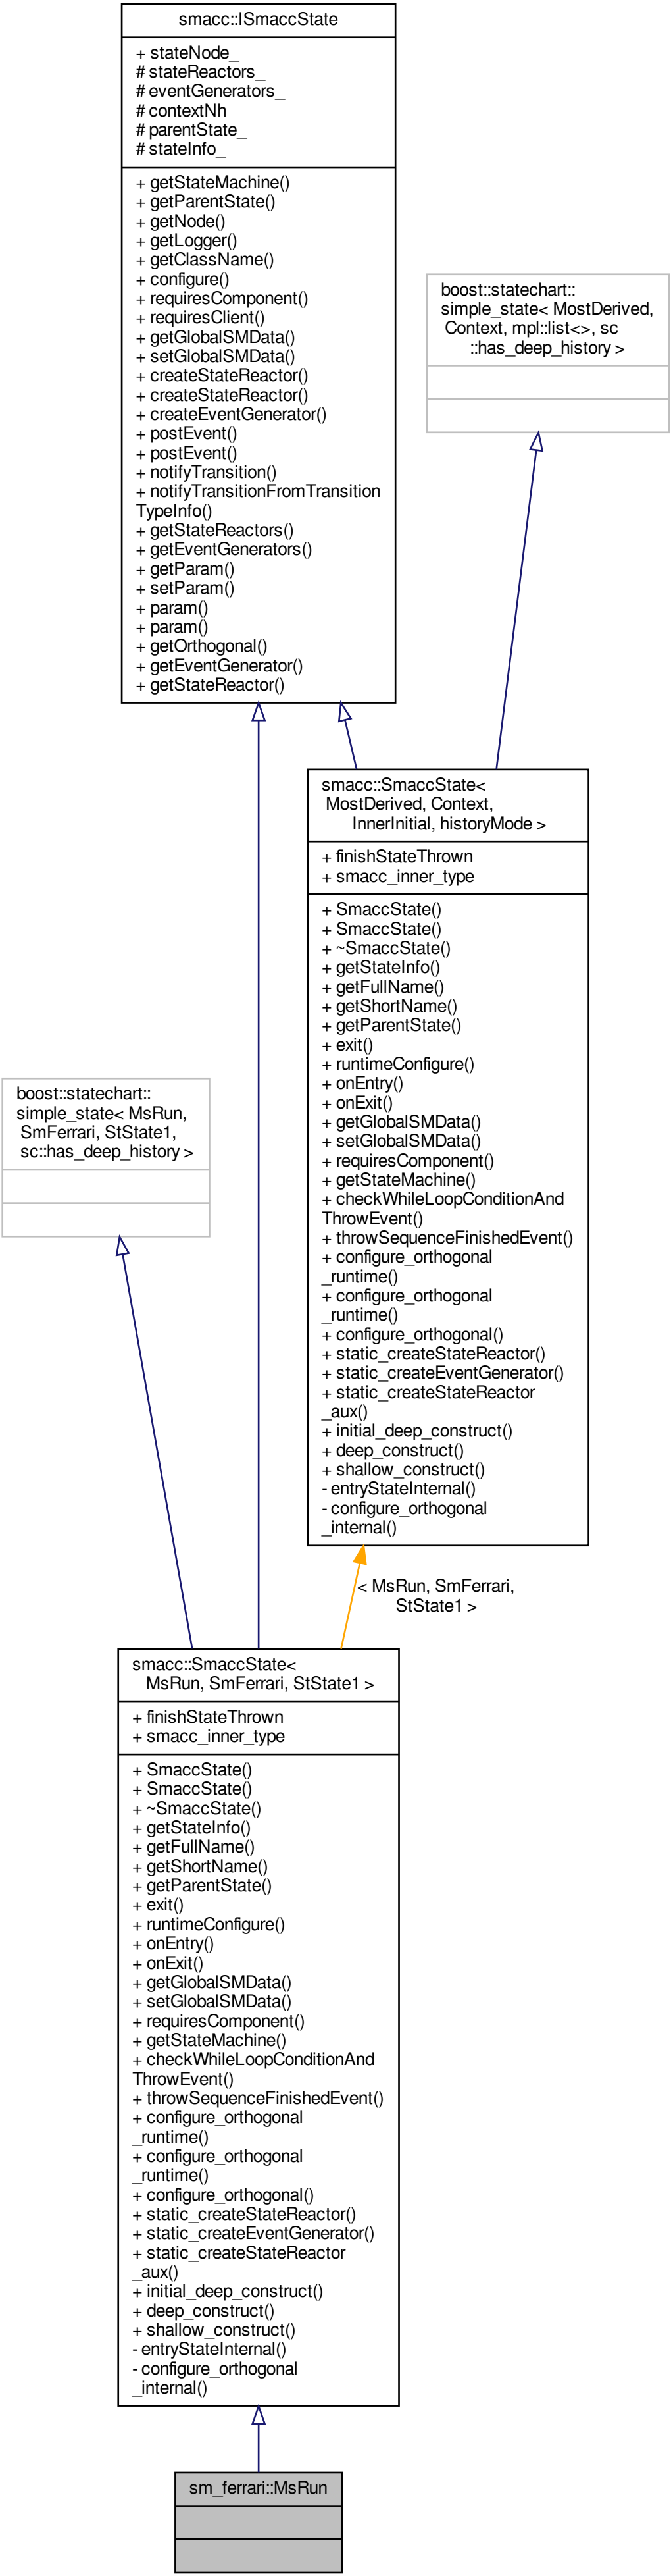 smacc::ISmaccState
+ stateNode_
# stateReactors_
# eventGenerators_
# contextNh
# parentState_
# stateInfo_
+ getStateMachine()
+ getParentState()
+ getNode()
+ getLogger()
+ getClassName()
+ configure()
+ requiresComponent()
+ requiresClient()
+ getGlobalSMData()
+ setGlobalSMData()
+ createStateReactor()
+ createStateReactor()
+ createEventGenerator()
+ postEvent()
+ postEvent()
+ notifyTransition()
+ notifyTransitionFromTransition
TypeInfo()
+ getStateReactors()
+ getEventGenerators()
+ getParam()
+ setParam()
+ param()
+ param()
+ getOrthogonal()
+ getEventGenerator()
+ getStateReactor()
boost::statechart::
simple_state< MostDerived,
Context, mpl::list<>, sc
::has_deep_history >
smacc::SmaccState<
MostDerived, Context,
InnerInitial, historyMode >
+ finishStateThrown
+ smacc_inner_type
+ SmaccState()
+ SmaccState()
+ ~SmaccState()
+ getStateInfo()
+ getFullName()
+ getShortName()
+ getParentState()
+ exit()
+ runtimeConfigure()
+ onEntry()
+ onExit()
+ getGlobalSMData()
+ setGlobalSMData()
+ requiresComponent()
+ getStateMachine()
+ checkWhileLoopConditionAnd
ThrowEvent()
+ throwSequenceFinishedEvent()
+ configure_orthogonal
_runtime()
+ configure_orthogonal
_runtime()
+ configure_orthogonal()
+ static_createStateReactor()
+ static_createEventGenerator()
+ static_createStateReactor
_aux()
+ initial_deep_construct()
+ deep_construct()
+ shallow_construct()
- entryStateInternal()
- configure_orthogonal
_internal()
boost::statechart::
simple_state< MsRun,
SmFerrari, StState1,
sc::has_deep_history >
< MsRun, SmFerrari,
StState1 >
smacc::SmaccState<
MsRun, SmFerrari, StState1 >
+ finishStateThrown
+ smacc_inner_type
+ SmaccState()
+ SmaccState()
+ ~SmaccState()
+ getStateInfo()
+ getFullName()
+ getShortName()
+ getParentState()
+ exit()
+ runtimeConfigure()
+ onEntry()
+ onExit()
+ getGlobalSMData()
+ setGlobalSMData()
+ requiresComponent()
+ getStateMachine()
+ checkWhileLoopConditionAnd
ThrowEvent()
+ throwSequenceFinishedEvent()
+ configure_orthogonal
_runtime()
+ configure_orthogonal
_runtime()
+ configure_orthogonal()
+ static_createStateReactor()
+ static_createEventGenerator()
+ static_createStateReactor
_aux()
+ initial_deep_construct()
+ deep_construct()
+ shallow_construct()
- entryStateInternal()
- configure_orthogonal
_internal()
sm_ferrari::MsRun